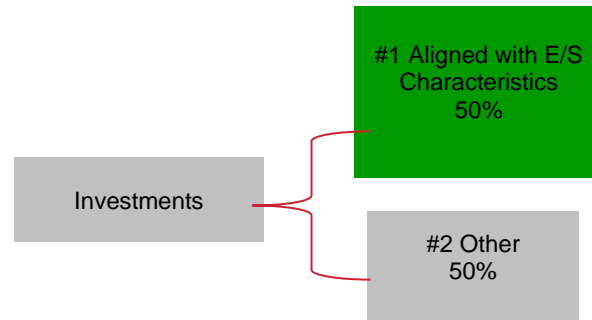 #1 Aligned with E/S
Characteristics
50%
Investments
#2 Other
50%